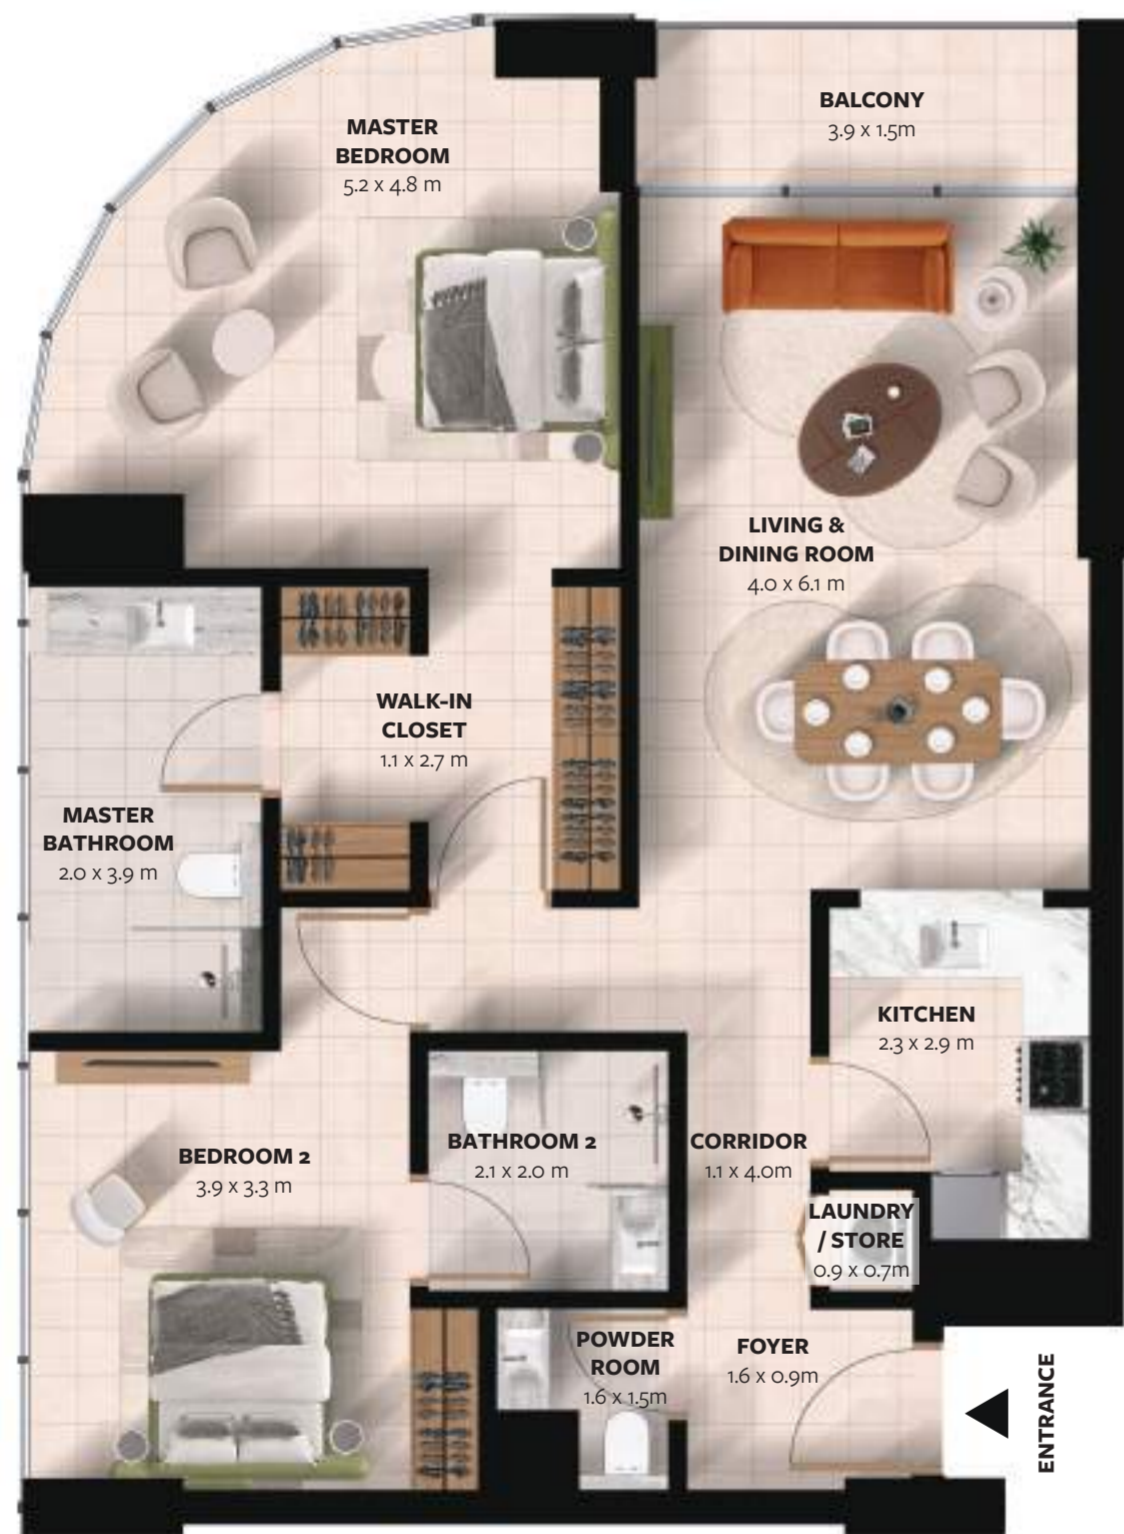 BALCONY
3.9 x 1.5m
MASTER
BEDROOM
5.2 x 4.8 m
LIVING &
DINING ROOM
4.0 x 6.1 m
WALK-IN
CLOSET
1.1 x 2.7 m
MASTER
BATHROOM
2.0 x 3.9 m
KITCHEN
2.3 x 2.9 m
BEDROOM 2
3.9 x 3.3 m
BATHROOM 2
2.1 x 2.0 m
CORRIDOR
1.1 x 4.0m
LAUNDRY
/ STORE
0.9 x 0.7m
POWDER
ROOM
1.6 x 1.5m
FOYER
1.6 x 0.9m
ENTRANCE